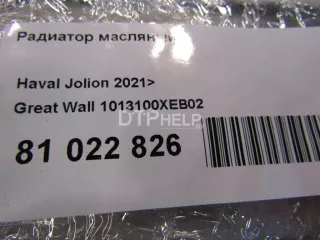 Радиатор масляный
Haval Jolion 2021>
Great Wall 1013100XEB02
DTPHELP
81 022 826